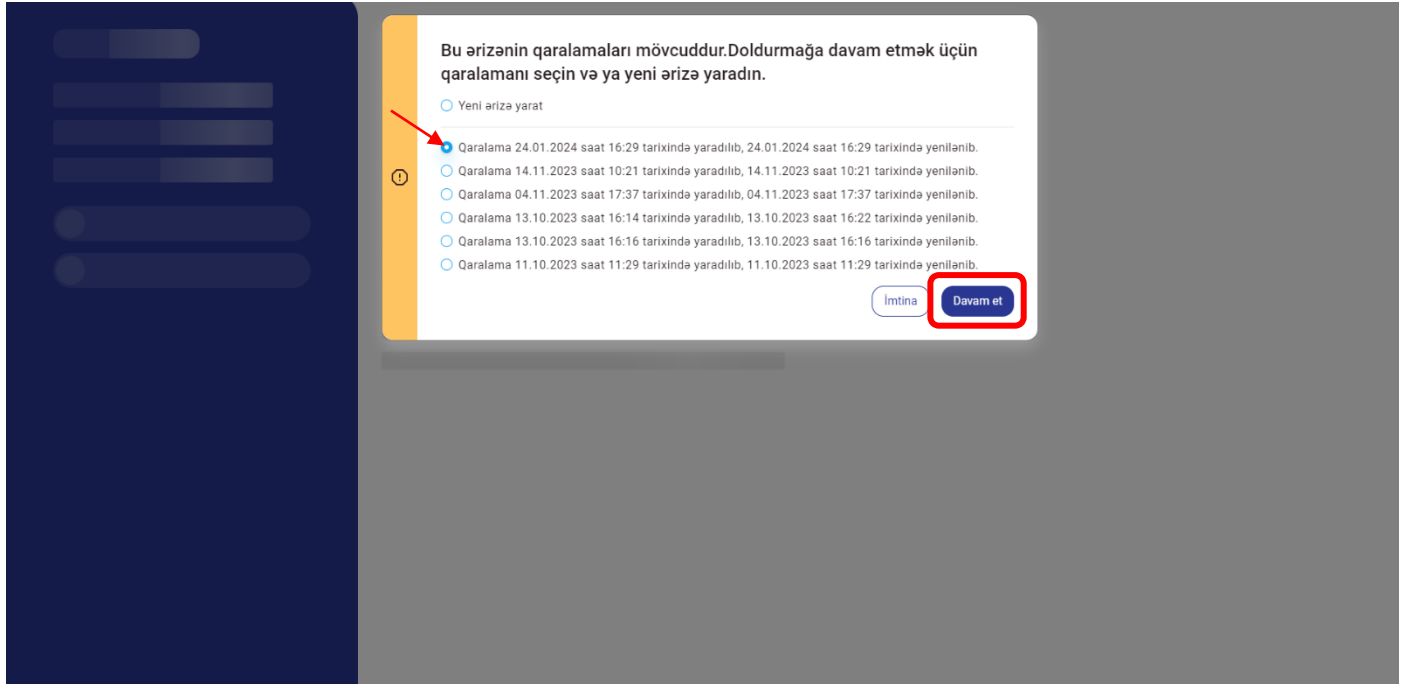 Bu ərizənin qaralamaları mövcuddur.Doldurmağa davam etmək üçün
qaralamanı seçin və ya yeni ərizə yaradın.
Yeni ərizə yarat
Qaralama 24.01.2024 saat 16:29 tarixində yaradılıb, 24.01.2024 saat 16:29 tarixində yenilənib.
Qaralama 14.11.2023 saat 10:21 tarixində yaradılıb, 14.11.2023 saat 10:21 tarixində yenilənib.
Qaralama 04.11.2023 saat 17:37 tarixində yaradılıb, 04.11.2023 saat 17:37 tarixində yenilənib.
Qaralama 13.10.2023 saat 16:14 tarixində yaradılıb, 13.10.2023 saat 16:22 tarixində yenilənib.
Qaralama 13.10.2023 saat 16:16 tarixində yaradılıb, 13.10.2023 saat 16:16 tarixində yenilənib.
Qaralama 11.10.2023 saat 11:29 tarixində yaradılıb, 11.10.2023 saat 11:29 tarixində yenilənib.
İmtina
Davam et